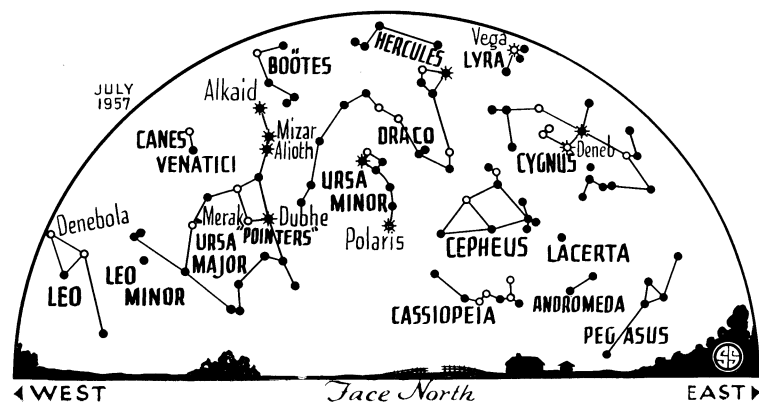 Vega
HERCULES
LYRA
BOÖTES
JULY
1957
Alkaid
Mizar
Alioth
CANES
VENATICI
DRACO
CYGNUS
Deneb
URSA
MINOR
Denebola
Merak
Dubhe
"POINTERS"
URSA
MAJOR
Polaris
CEPHEUS
LACERTA
LEO
LEO
MINOR
CASSIOPEIA
ANDROMEDA
PEGASUS
SS
WEST
Face North
EAST